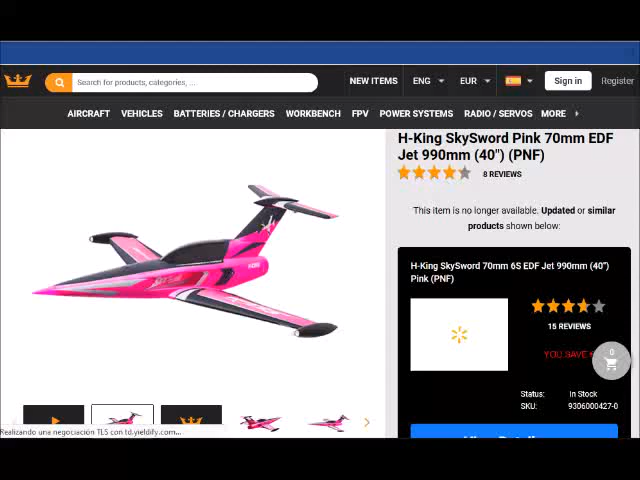 Search for products, categories, ...
NEW ITEMS
ENG
EUR
Sign in
Register
AIRCRAFT
VEHICLES
BATTERIES / CHARGERS
WORKBENCH
FPV
POWER SYSTEMS
RADIO / SERVOS
MORE
H-King SkySword Pink 70mm EDF
Jet 990mm (40") (PNF)
8 REVIEWS
This item is no longer available. Updated or similar
products shown below:
H-King SkySword 70mm 6S EDF Jet 990mm (40")
Pink (PNF)
15 REVIEWS
YOU SAVE
0
Status: In Stock
SKU: 9306000427-0
Realizando una negociación TLS con td.yieldify.com...